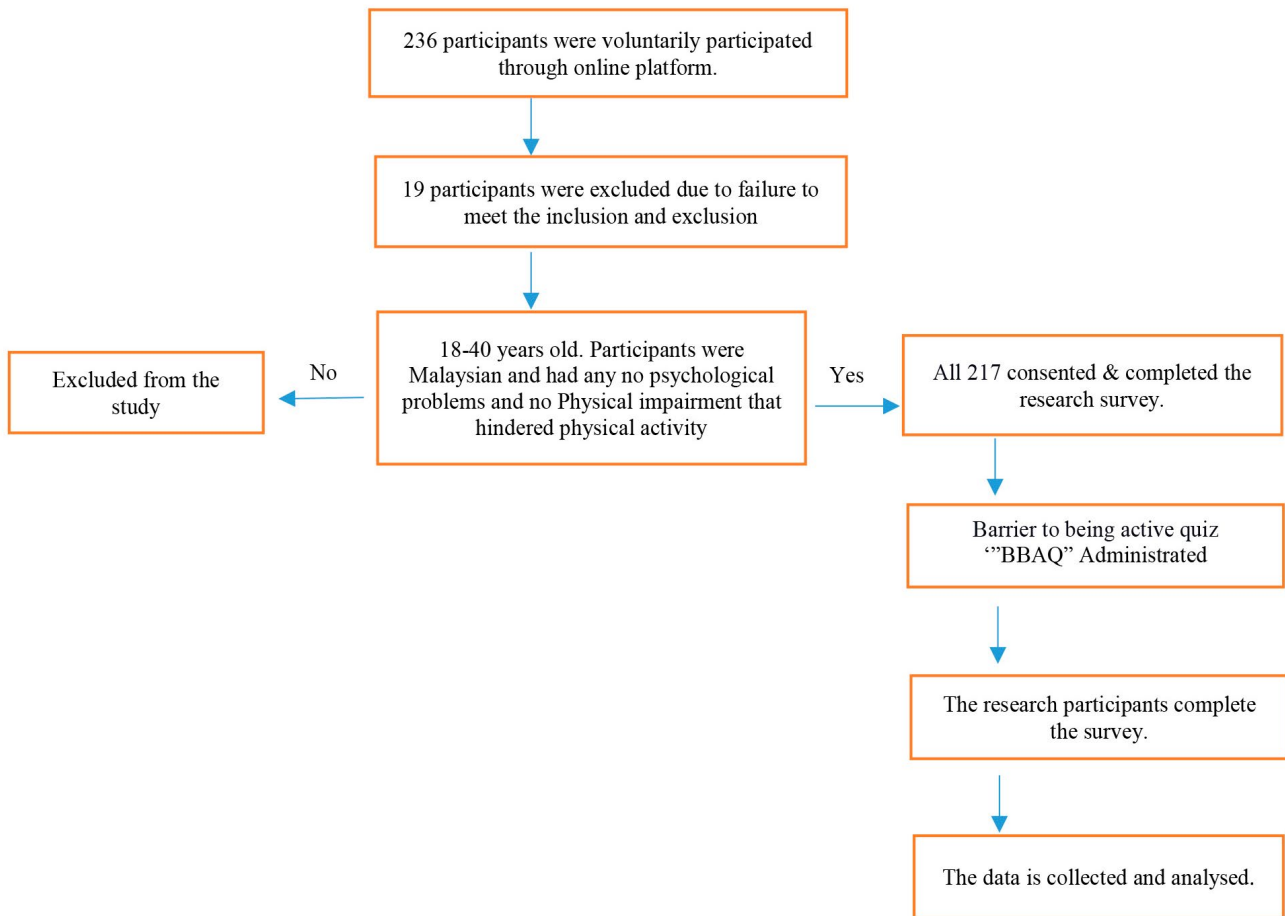 236 participants were voluntarily participated
through online platform.
19 participants were excluded due to failure to
meet the inclusion and exclusion
18-40 years old. Participants were
Malaysian and had any no psychological
problems and no Physical impairment that
hindered physical activity
No
Excluded from the
study
Yes
All 217 consented & completed the
research survey.
Barrier to being active quiz
‘”BBAQ” Administrated
The research participants complete
the survey.
The data is collected and analysed.